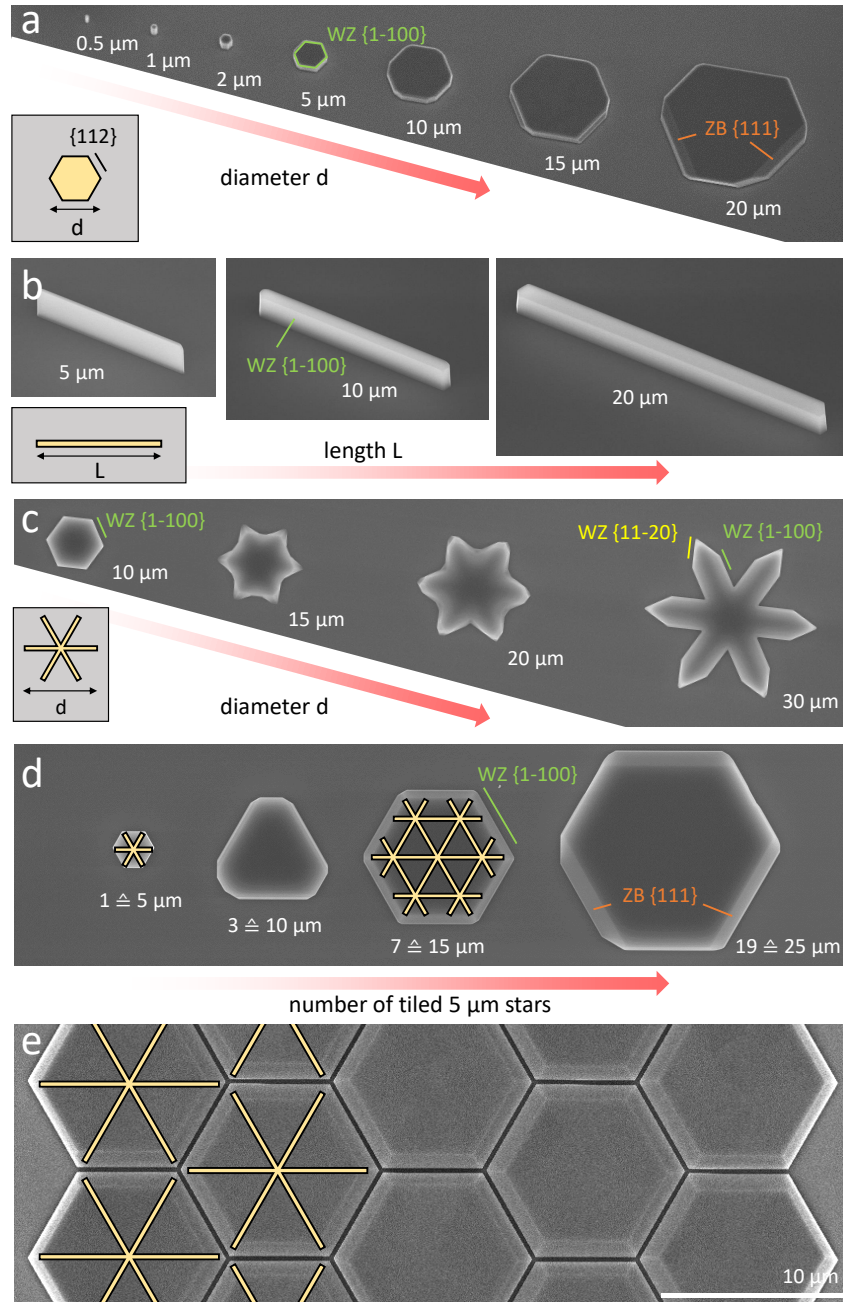 a
0.5 µm
1 µm
2 µm
WZ {1-100}
5 µm
10 µm
15 µm
ZB {111}
20 µm
{112}
d
diameter d
b
5 µm
WZ {1-100}
10 µm
20 µm
L
length L
c
WZ {1-100}
10 µm
15 µm
20 µm
WZ {11-20}
WZ {1-100}
30 µm
d
diameter d
d
1 ≙ 5 µm
3 ≙ 10 µm
WZ {1-100}
7 ≙ 15 µm
ZB {111}
19 ≙ 25 µm
number of tiled 5 µm stars
e
10 µm